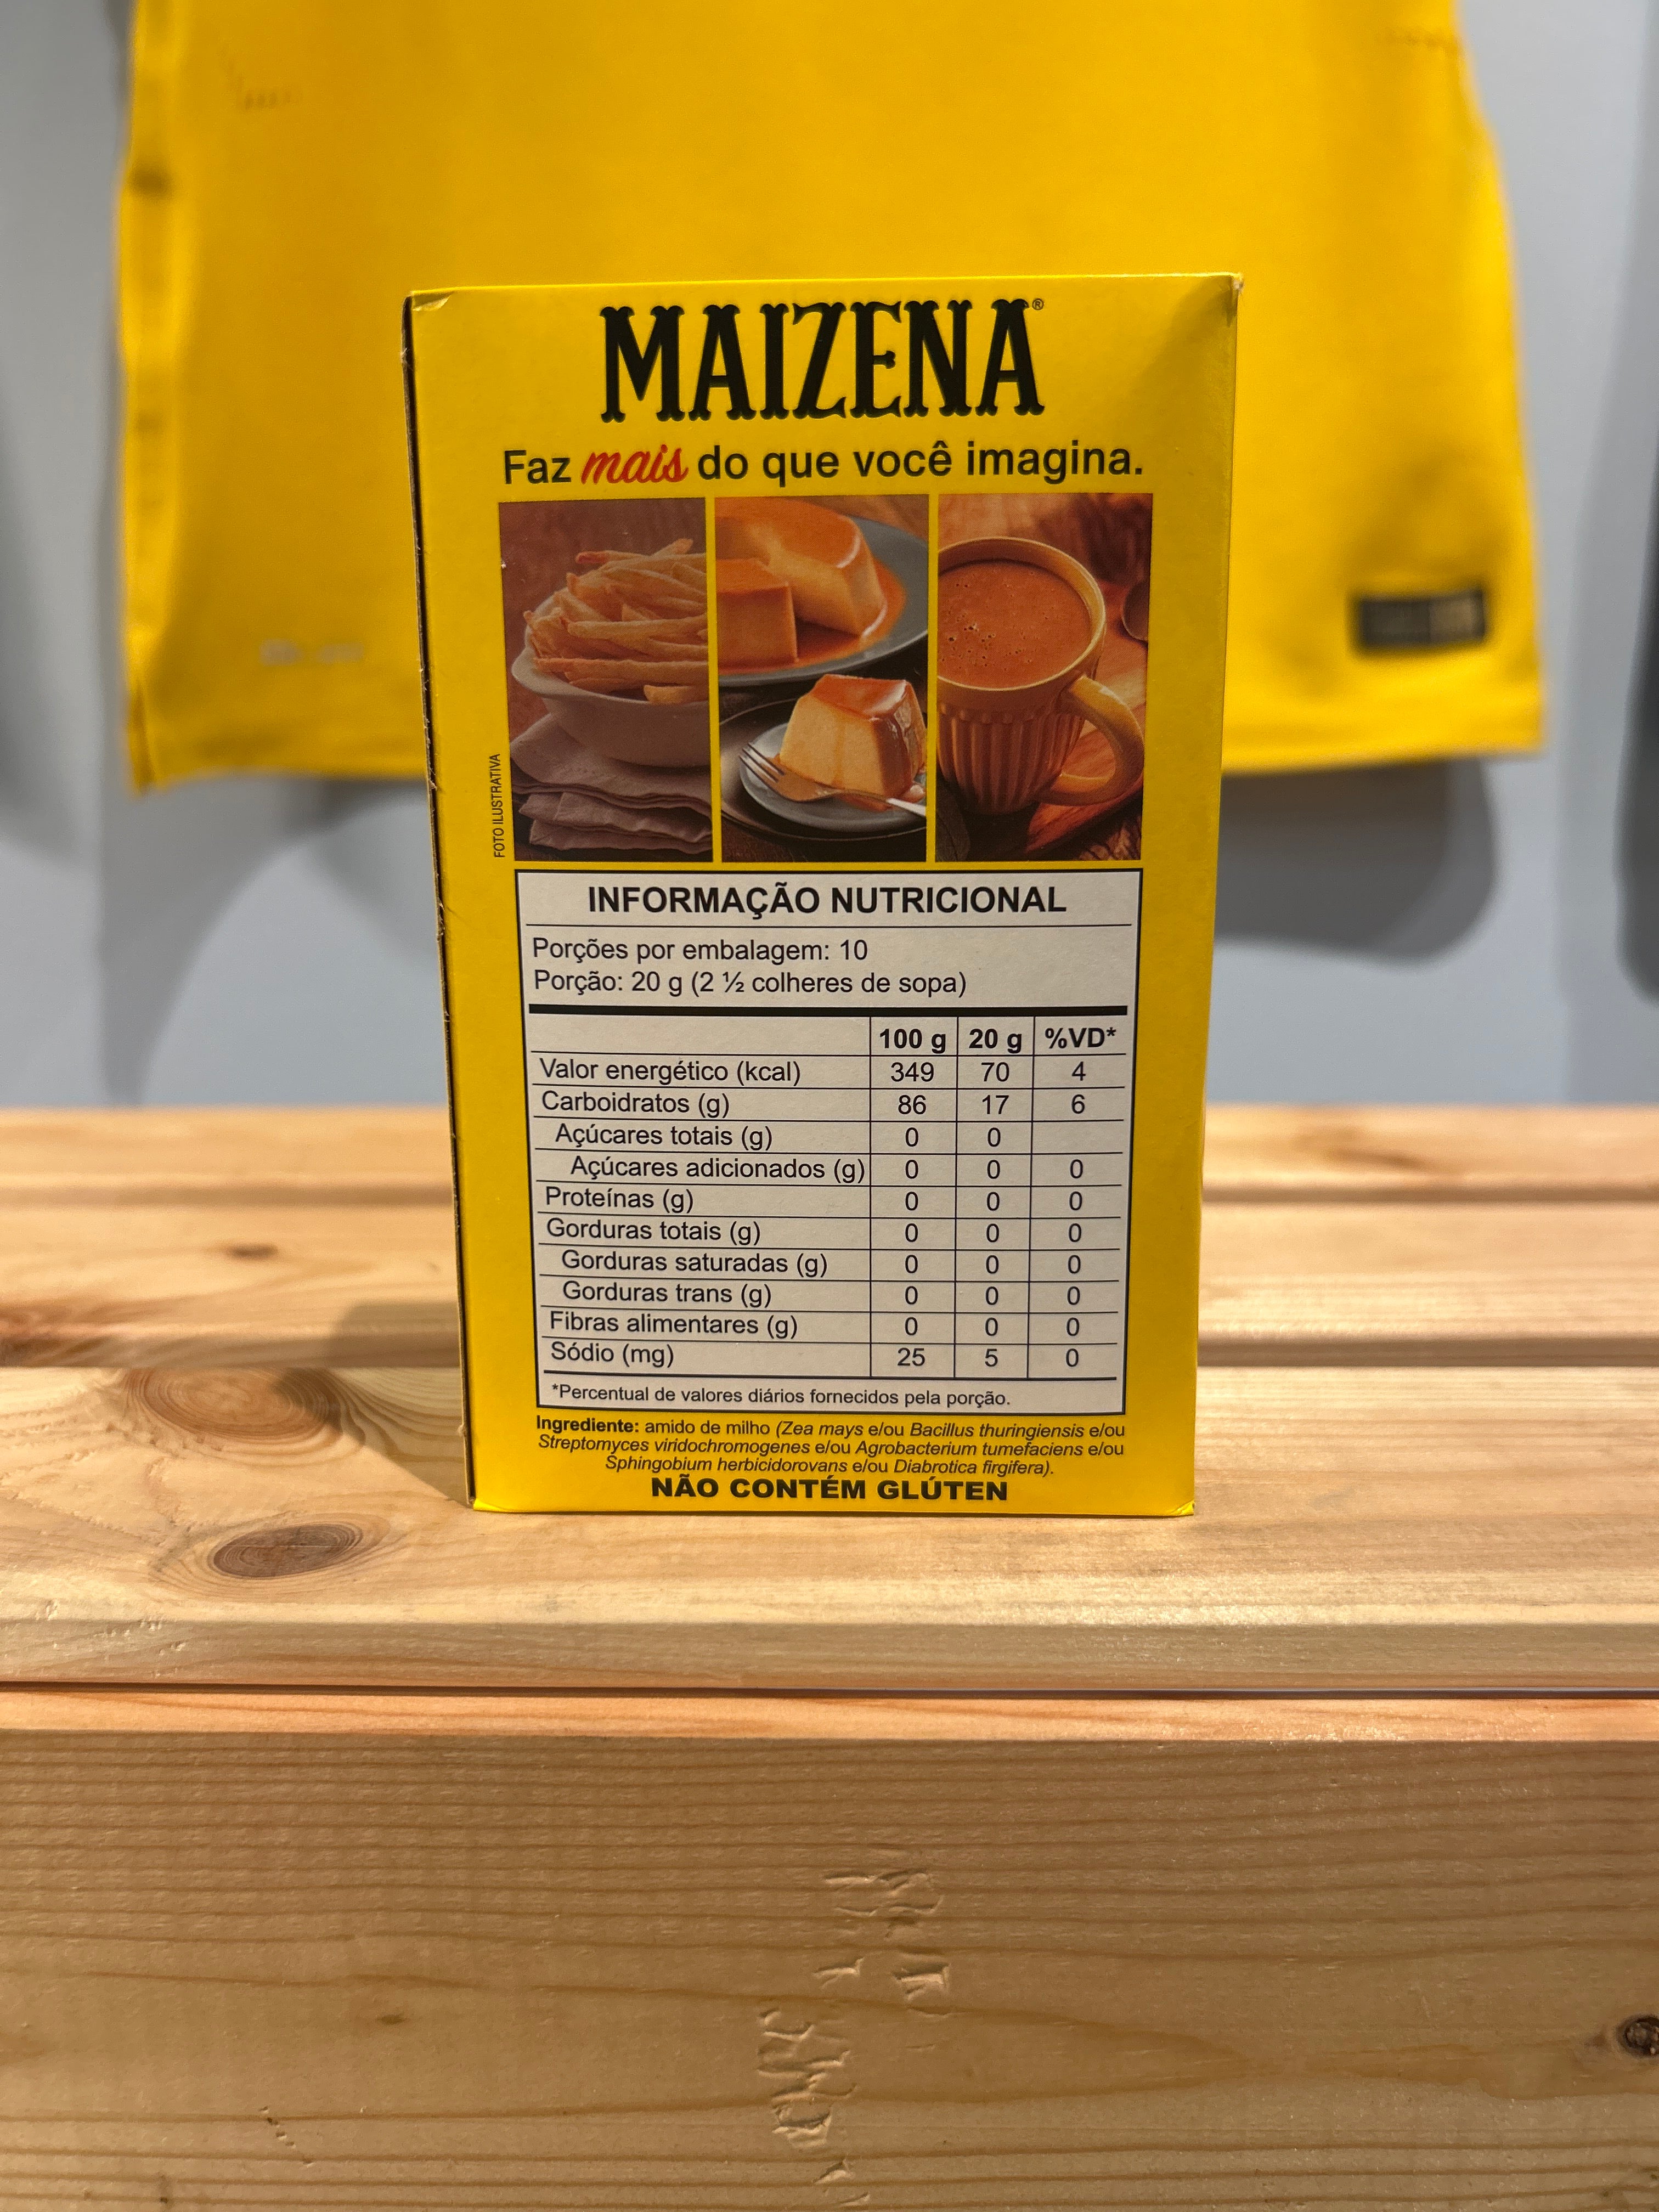 MAIZENA®
Faz mais do que você imagina.
FOTO ILUSTRATIVA
INFORMAÇÃO NUTRICIONAL
Porções por embalagem: 10
Porção: 20 g (2 ½ colheres de sopa)
100 g 20 g %VD*
Valor energético (kcal) 349 70 4
Carboidratos (g) 86 17 6
Açúcares totais (g) 0 0
Açúcares adicionados (g) 0 0 0
Proteínas (g) 0 0 0
Gorduras totais (g) 0 0 0
Gorduras saturadas (g) 0 0 0
Gorduras trans (g) 0 0 0
Fibras alimentares (g) 0 0 0
Sódio (mg) 25 5 0
*Percentual de valores diários fornecidos pela porção.
Ingrediente: amido de milho (Zea mays e/ou Bacillus thuringiensis e/ou
Streptomyces viridochromogenes e/ou Agrobacterium tumefaciens e/ou
Sphingobium herbicidorovans e/ou Diabrotica firgifera).
NÃO CONTÉM GLÚTEN